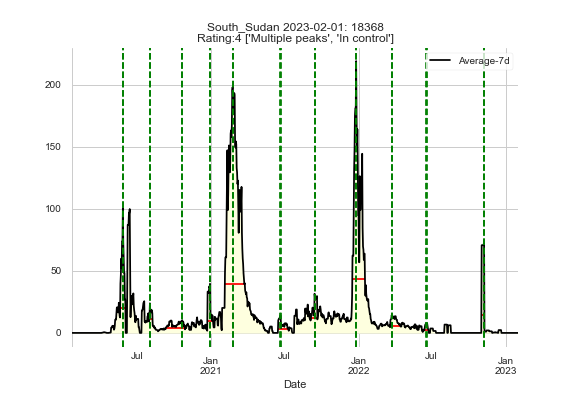 South_Sudan 2023-02-01: 18368
Rating:4 ['Multiple peaks', 'In control']
Average-7d
200
150
100
50
0
Jul
Jan
2021
Jul
Jan
2022
Jul
Jan
2023
Date